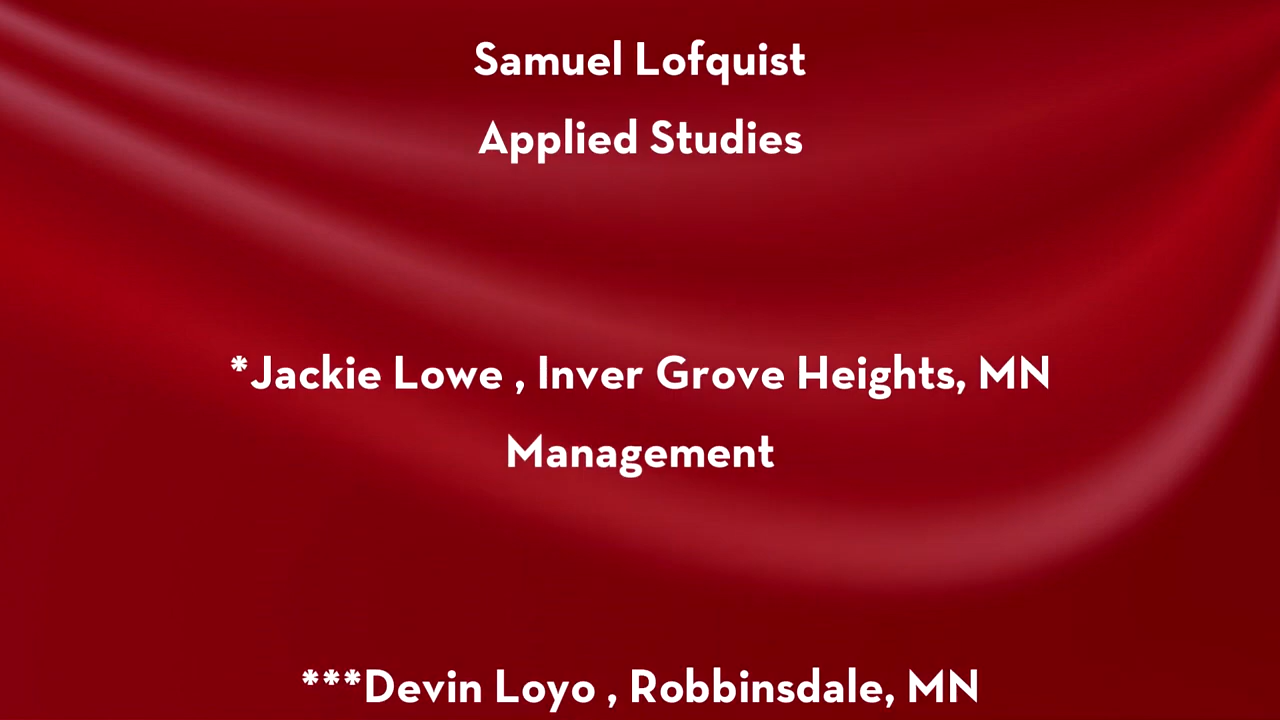 Samuel Lofquist
Applied Studies
*Jackie Lowe , Inver Grove Heights, MN
Management
***Devin Loyo , Robbinsdale, MN